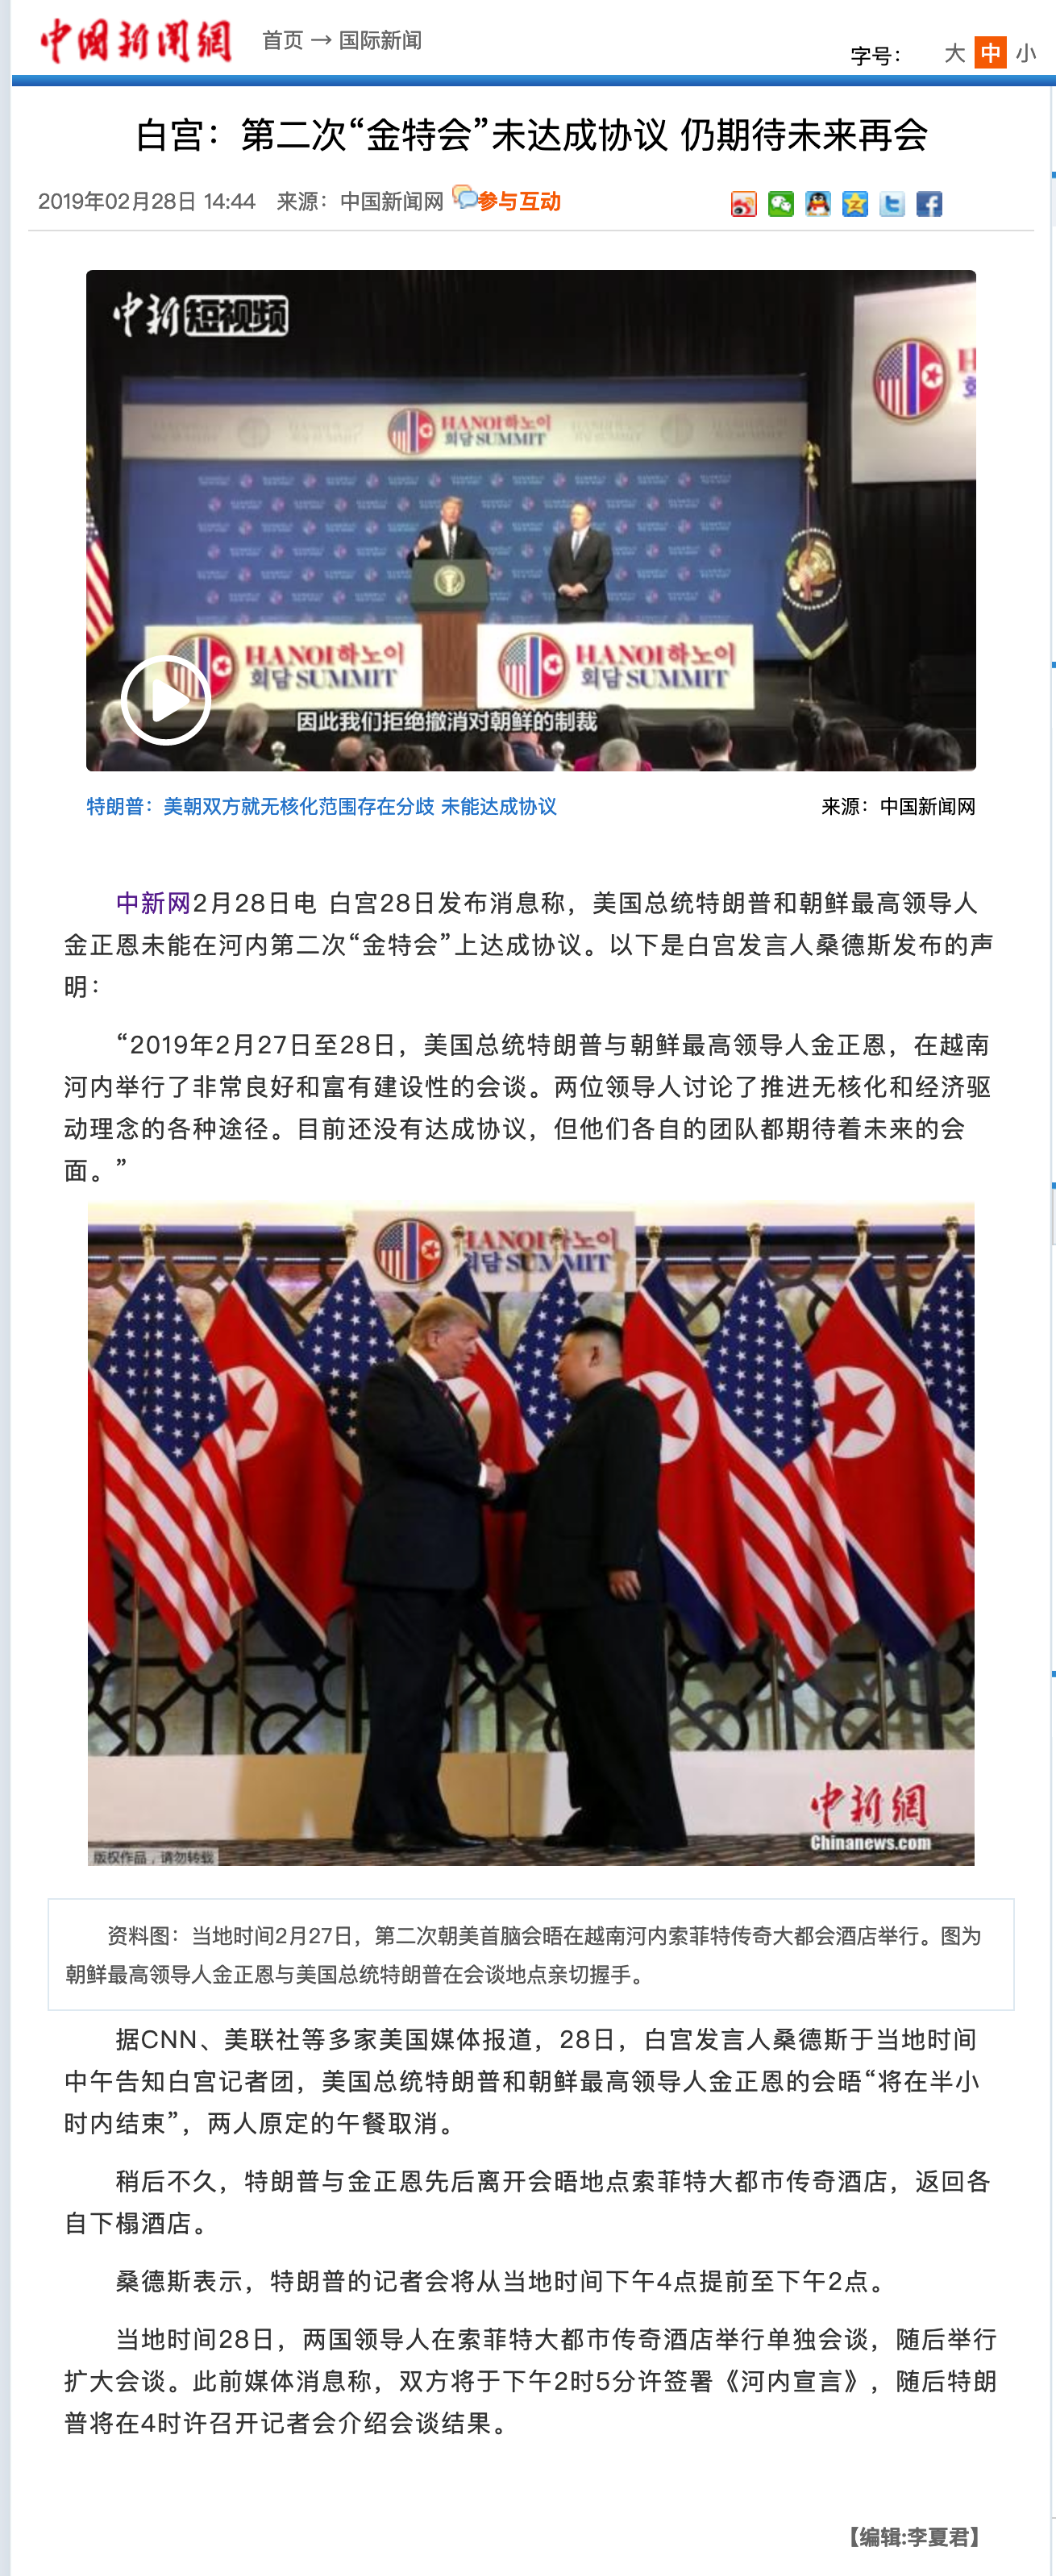 中國新聞網
首页 → 国际新闻
字号： 大 中 小
白宫：第二次“金特会”未达成协议 仍期待未来再会
2019年02月28日 14:44 来源：中国新闻网 参与互动
中新短视频
HANOI 하노이
회담 SUMMIT
HANOI 하노이
회담 SUMMIT
HANOI 하노이
회담 SUMMIT
因此我们拒绝撤消对朝鲜的制裁
特朗普：美朝双方就无核化范围存在分歧 未能达成协议
来源：中国新闻网
中新网2月28日电 白宫28日发布消息称，美国总统特朗普和朝鲜最高领导人
金正恩未能在河内第二次“金特会”上达成协议。以下是白宫发言人桑德斯发布的声
明：
“2019年2月27日至28日，美国总统特朗普与朝鲜最高领导人金正恩，在越南
河内举行了非常良好和富有建设性的会谈。两位领导人讨论了推进无核化和经济驱
动理念的各种途径。目前还没有达成协议，但他们各自的团队都期待着未来的会
面。”
HANOI 하노이
회담 SUMMIT
中新網
Chinanews.com
版权作品，请勿转载
资料图：当地时间2月27日，第二次朝美首脑会晤在越南河内索菲特传奇大都会酒店举行。图为
朝鲜最高领导人金正恩与美国总统特朗普在会谈地点亲切握手。
据CNN、美联社等多家美国媒体报道，28日，白宫发言人桑德斯于当地时间
中午告知白宫记者团，美国总统特朗普和朝鲜最高领导人金正恩的会晤“将在半小
时内结束”，两人原定的午餐取消。
稍后不久，特朗普与金正恩先后离开会晤地点索菲特大都市传奇酒店，返回各
自下榻酒店。
桑德斯表示，特朗普的记者会将从当地时间下午4点提前至下午2点。
当地时间28日，两国领导人在索菲特大都市传奇酒店举行单独会谈，随后举行
扩大会谈。此前媒体消息称，双方将于下午2时5分许签署《河内宣言》，随后特朗
普将在4时许召开记者会介绍会谈结果。
【编辑:李夏君】